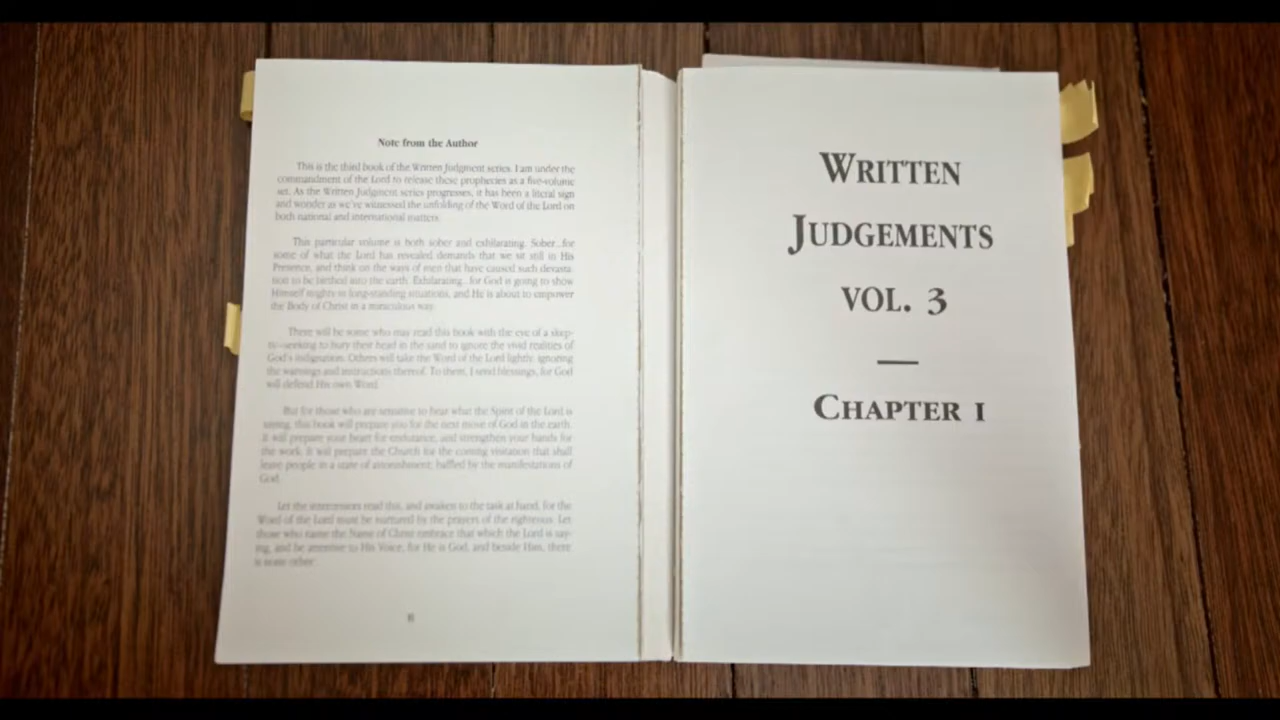 Note from the Author
This is the third book of the Written Judgment series. I am under the
commandment of the Lord to release these prophecies as a five-volume
set. As the Written Judgment series progresses, it has been a literal sign
and wonder as we've witnessed the unfolding of the Word of the Lord on
both national and international matters.
This particular volume is both sober and exhilarating. Sober...for
some of what the Lord has revealed demands that we sit still in His
Presence, and think on the ways of men that have caused such devasta-
tion to be birthed into the earth. Exhilarating...for God is going to show
Himself mighty in long-standing situations, and He is about to empower
the Body of Christ in a miraculous way.
There will be some who may read this book with the eye of a skep-
tic—seeking to bury their head in the sand to ignore the vivid realities of
God's indignation. Others will take the Word of the Lord lightly, ignoring
the warnings and instructions thereof. To them, I send blessings, for God
will defend His own Word.
But for those who are sensitive to hear what the Spirit of the Lord is
saying, this book will prepare you for the next move of God in the earth.
It will prepare your heart for endurance, and strengthen your hands for
the work. It will prepare the Church for the coming visitation that shall
leave people in a state of astonishment, baffled by the manifestations of
God.
Let the intercessors read this, and awaken to the task at hand, for the
Word of the Lord must be nurtured by the prayers of the righteous. Let
those who name the Name of Christ embrace that which the Lord is say-
ing, and be attentive to His Voice, for He is God, and beside Him, there
is none other.
WRITTEN
JUDGEMENTS
VOL. 3
—
CHAPTER 1